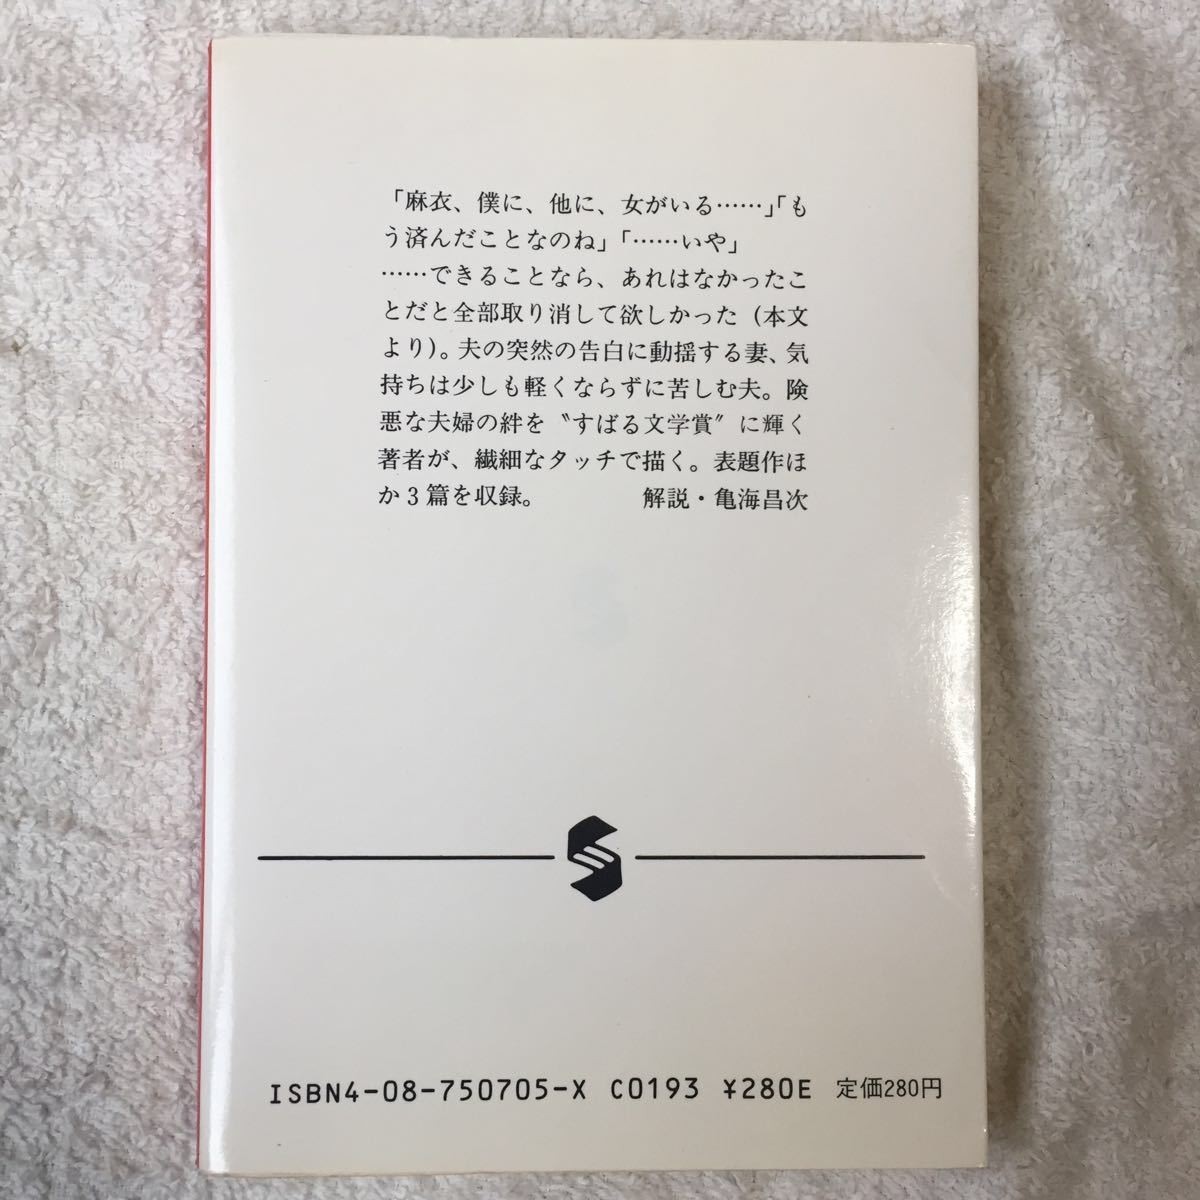 「麻衣、僕に、他に、女がいる……」「も
う済んだことなのね」「……いや」
……できることなら、あれはなかったこ
とだと全部取り消して欲しかった（本文
より）。夫の突然の告白に動揺する妻、気
持ちは少しも軽くならずに苦しむ夫。険
悪な夫婦の絆を〝すばる文学賞〟に輝く
著者が、繊細なタッチで描く。表題作ほ
か3篇を収録。 解説・亀海昌次
ISBN4-08-750705-X C0193 ¥280E 定価280円